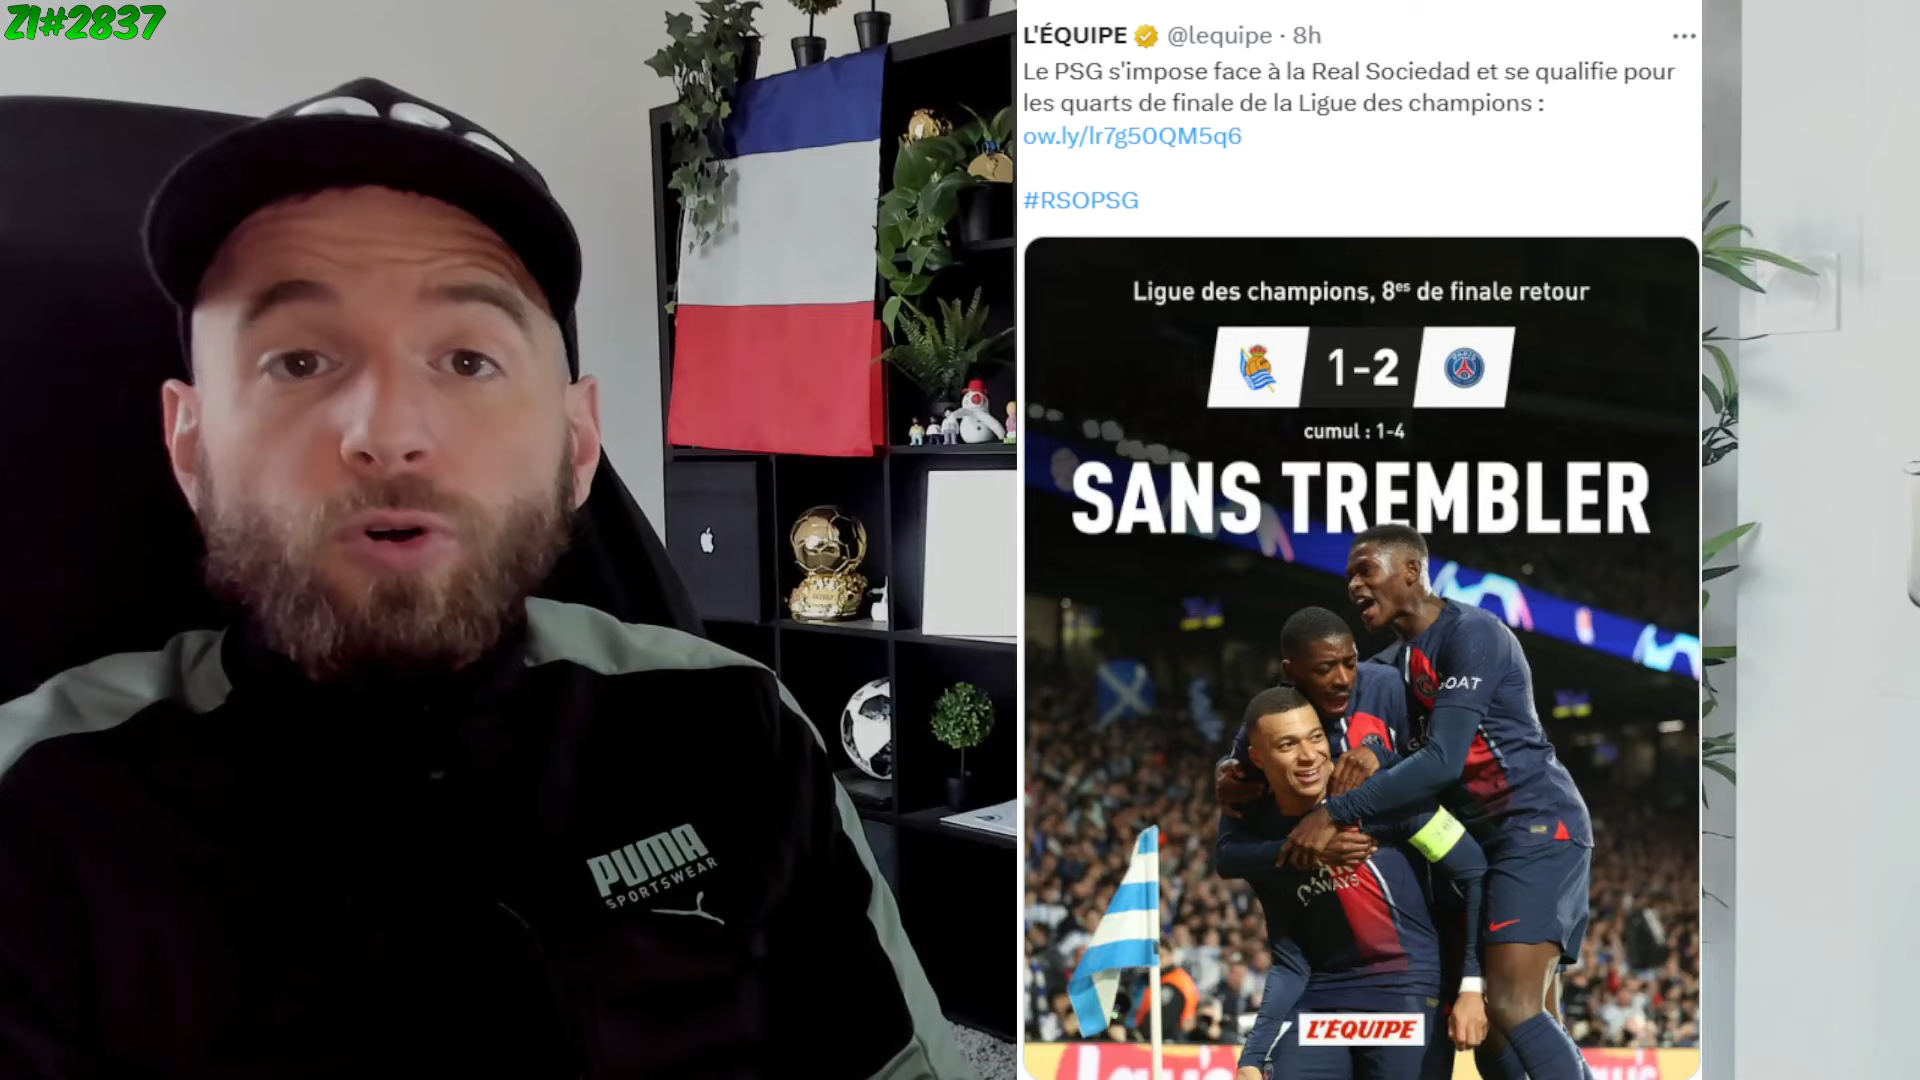 ZI#2837
L'ÉQUIPE @lequipe · 8h
Le PSG s'impose face à la Real Sociedad et se qualifie pour
les quarts de finale de la Ligue des champions :
ow.ly/lr7g50QM5q6
#RSOPSG
Ligue des champions, 8es de finale retour
1-2
cumul : 1-4
SANS TREMBLER
GOAT
PUMA
SPORTSWEAR
L'ÉQUIPE